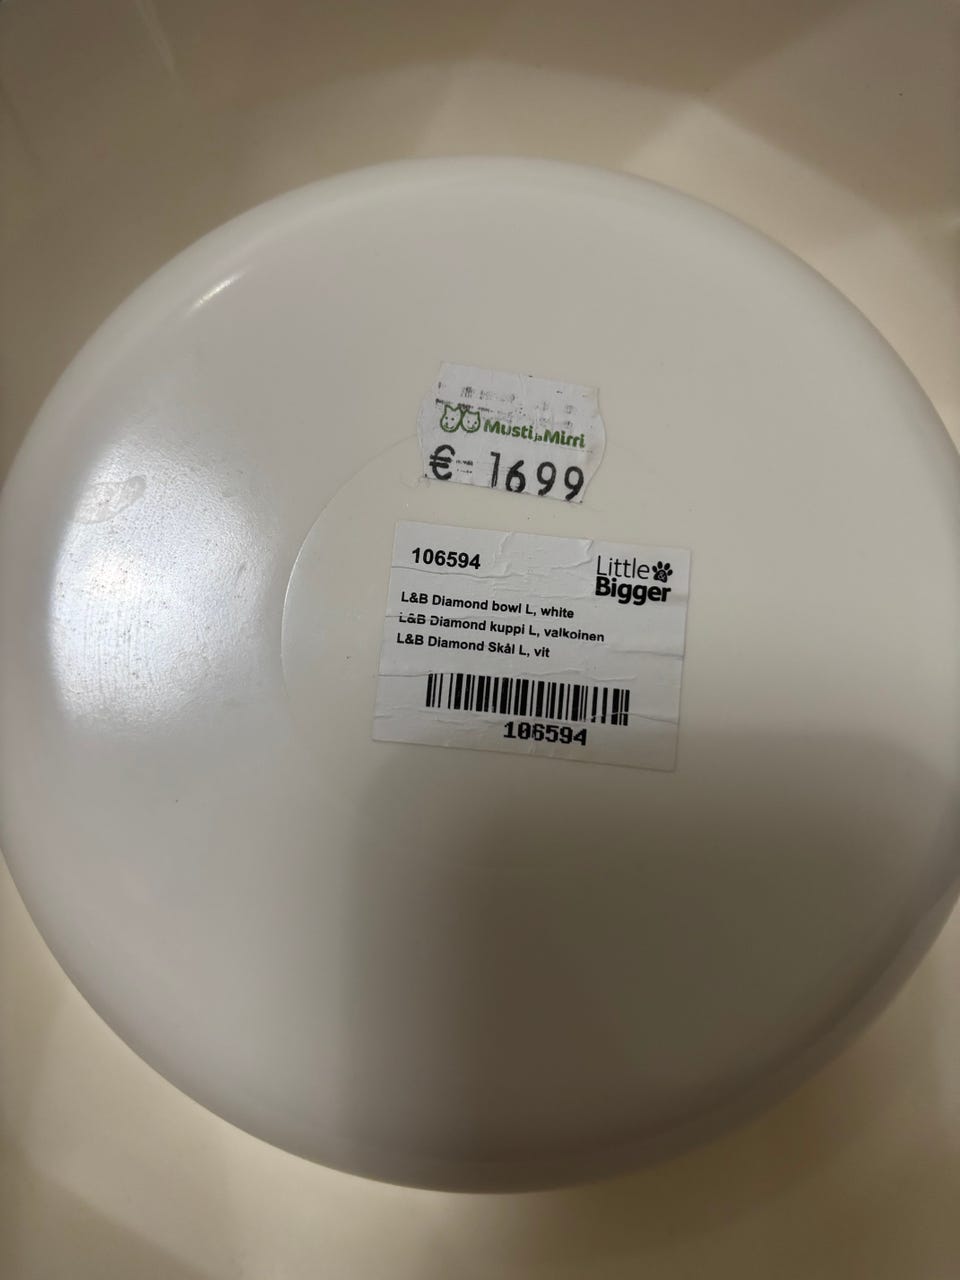 Musti ja Mirri
€- 1699
106594
Little &
Bigger
L&B Diamond bowl L, white
L&B Diamond kuppi L, valkoinen
L&B Diamond Skål L, vit
106594